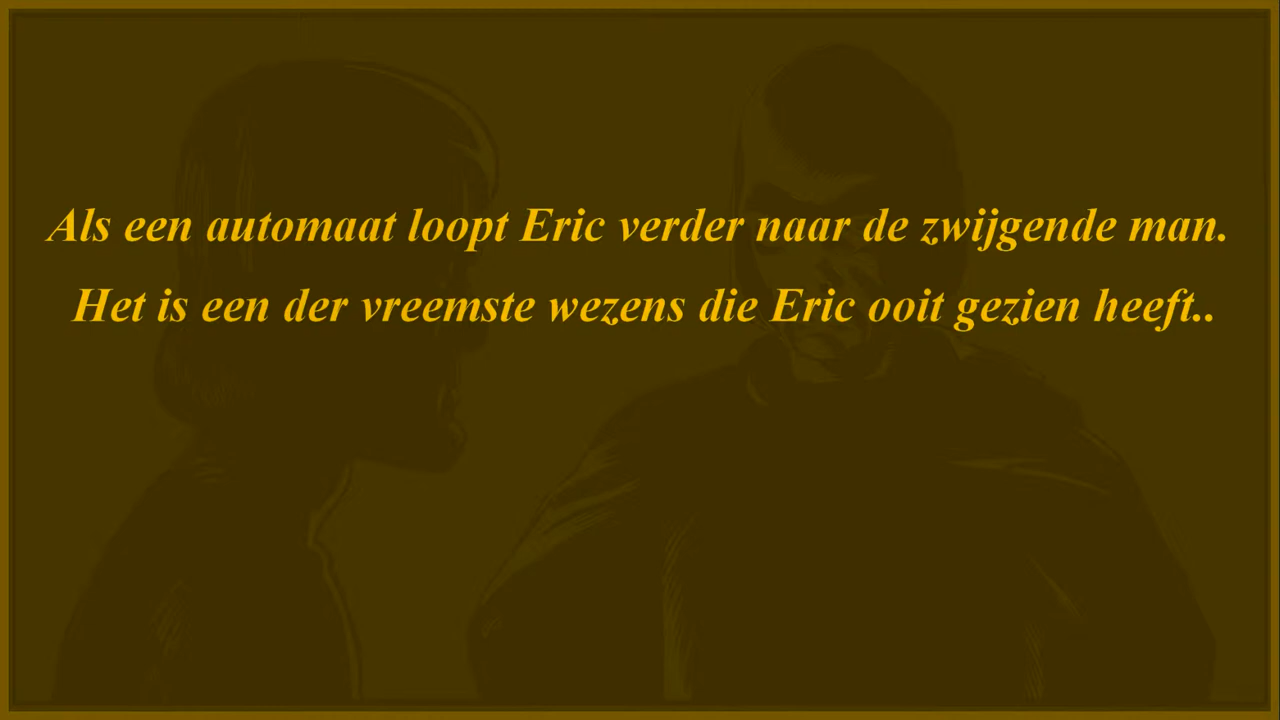 Als een automaat loopt Eric verder naar de zwijgende man.
Het is een der vreemste wezens die Eric ooit gezien heeft..